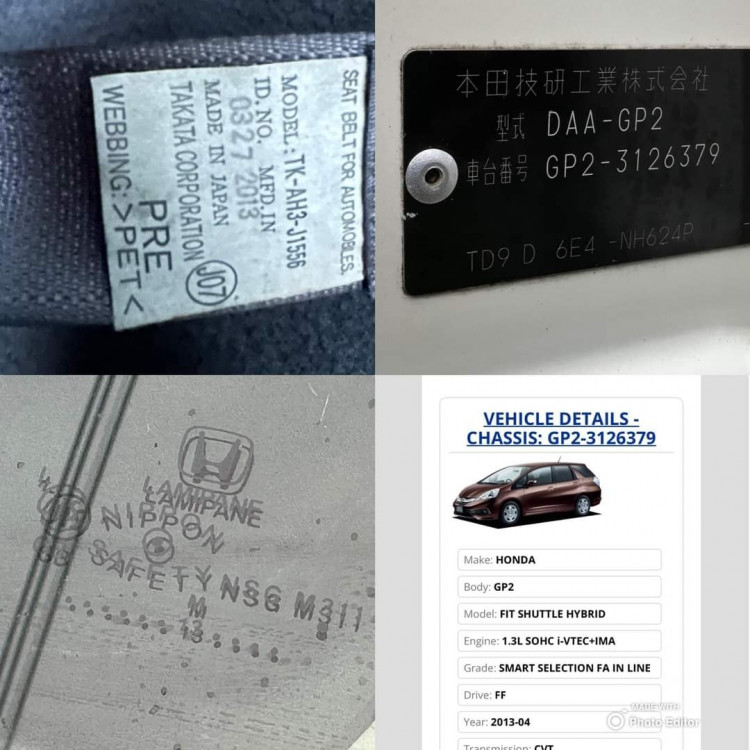 SEAT BELT FOR AUTOMOBILES.
MODEL: TK-AH3-J1556
ID.NO. MFD.IN
0327 2013
MADE IN JAPAN
TAKATA CORPORATION
J07
PRE
WEBBING:>PET<
本田技研工業株式会社
型式 DAA-GP2
車台番号 GP2-3126379
TD9 D 6E4 -NH624P
LAMIPANE
NIPPON
SAFETY NSG M311
M
13
VEHICLE DETAILS -
CHASSIS: GP2-3126379
Make: HONDA
Body: GP2
Model: FIT SHUTTLE HYBRID
Engine: 1.3L SOHC i-VTEC+IMA
Grade: SMART SELECTION FA IN LINE
Drive: FF
Year: 2013-04
Transmission: CVT
MADE WITH
Photo Editor